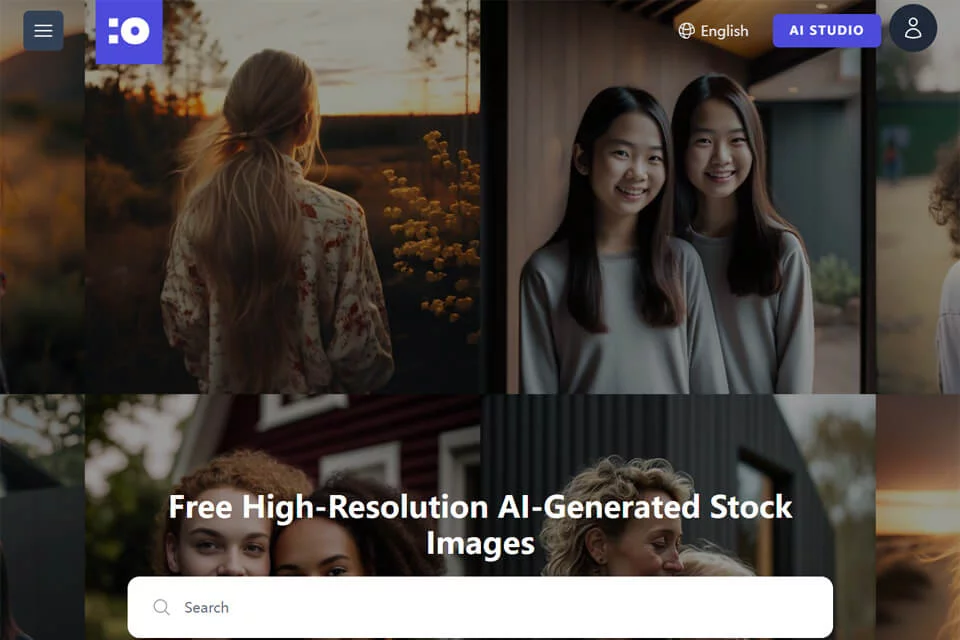 :O
English
AI STUDIO
Free High-Resolution AI-Generated Stock
Images
Search